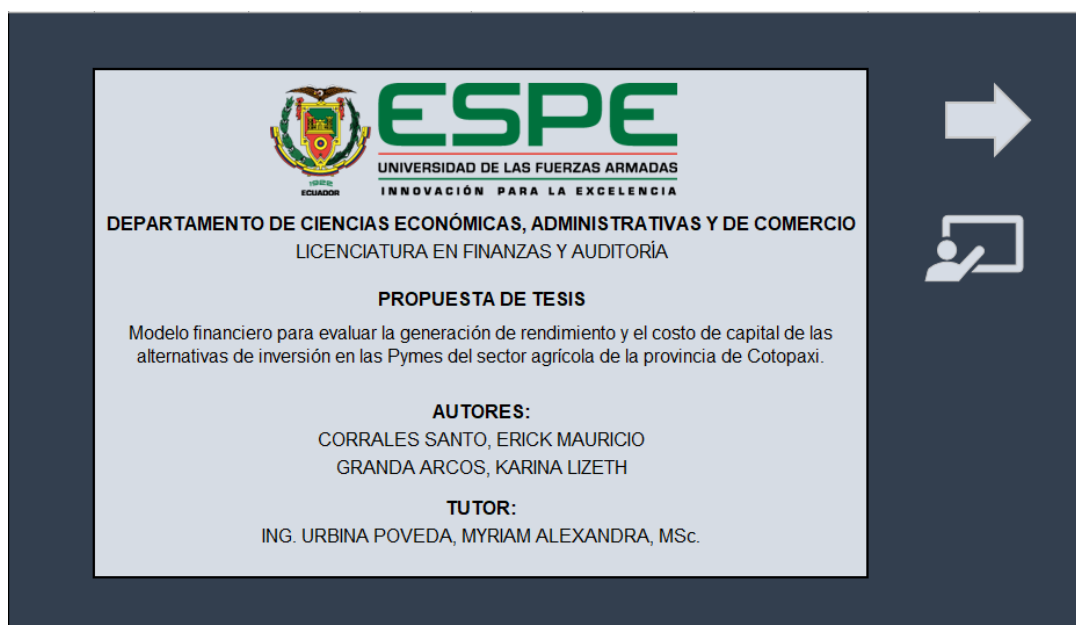 ESPE
UNIVERSIDAD DE LAS FUERZAS ARMADAS
INNOVACIÓN PARA LA EXCELENCIA
1922
ECUADOR
DEPARTAMENTO DE CIENCIAS ECONÓMICAS, ADMINISTRATIVAS Y DE COMERCIO
LICENCIATURA EN FINANZAS Y AUDITORÍA
PROPUESTA DE TESIS
Modelo financiero para evaluar la generación de rendimiento y el costo de capital de las
alternativas de inversión en las Pymes del sector agrícola de la provincia de Cotopaxi.
AUTORES:
CORRALES SANTO, ERICK MAURICIO
GRANDA ARCOS, KARINA LIZETH
TUTOR:
ING. URBINA POVEDA, MYRIAM ALEXANDRA, MSc.